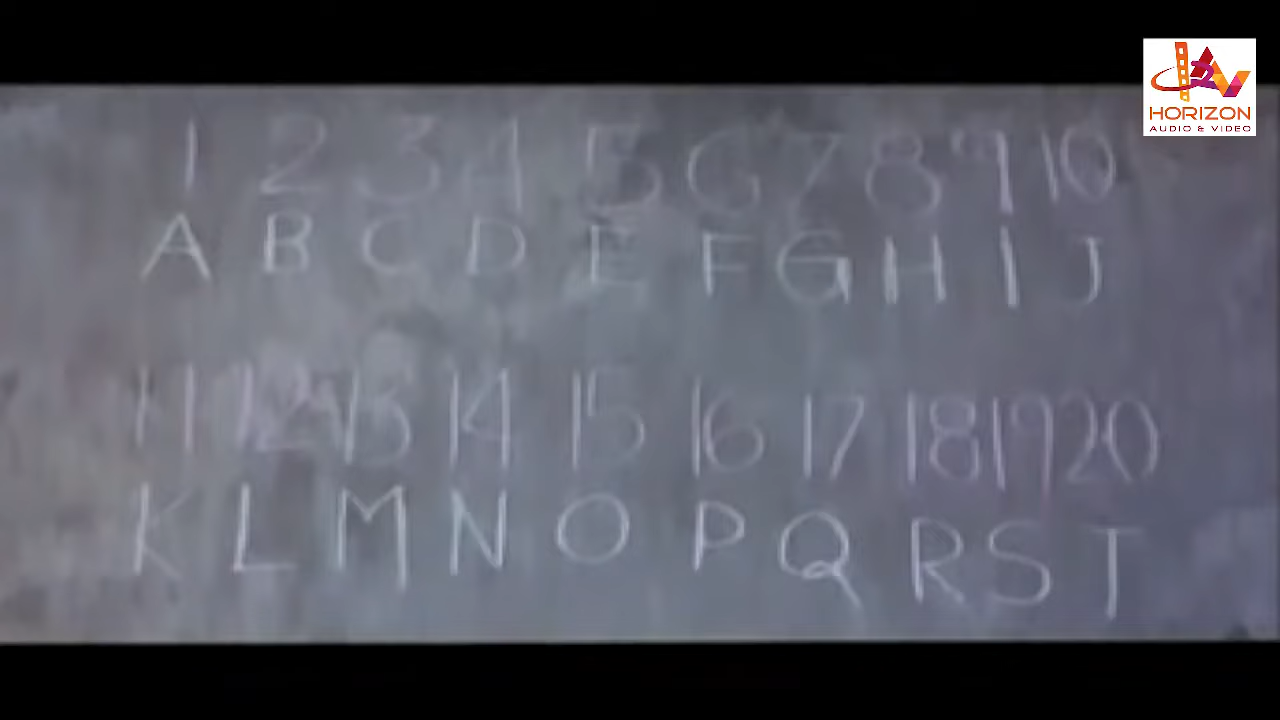 1 2 3 4 5 6 7 8 9 10
A B C D E F G H I J
11 12 13 14 15 16 17 18 19 20
K L M N O P Q R S T
HORIZON
AUDIO & VIDEO